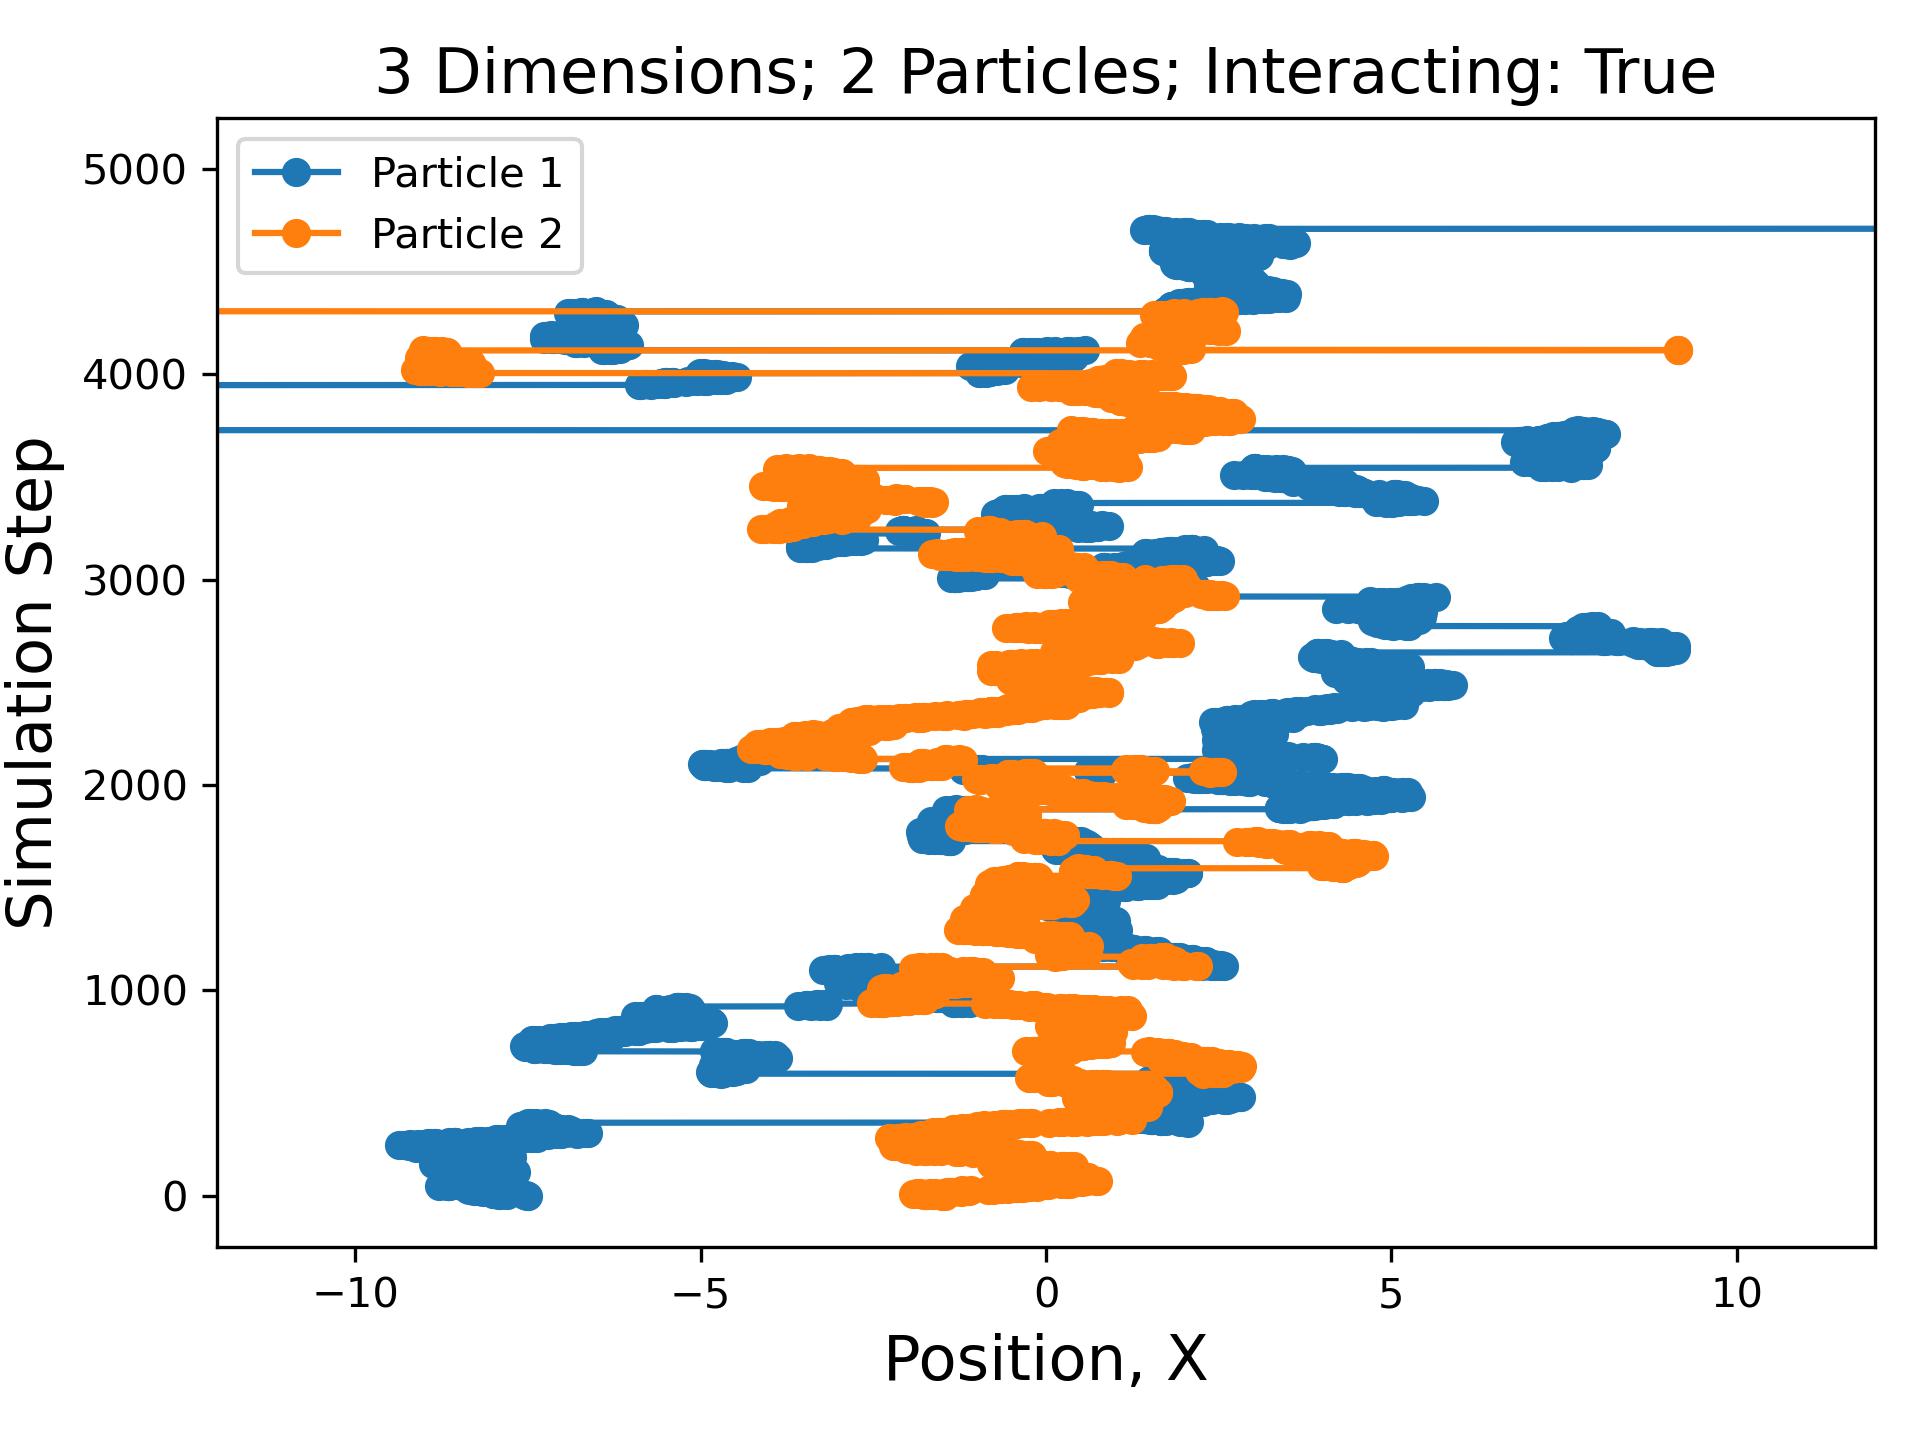 3 Dimensions; 2 Particles; Interacting: True
Particle 1
Particle 2
5000
4000
3000
2000
1000
0
Simulation Step
−10 −5 0 5 10
Position, X